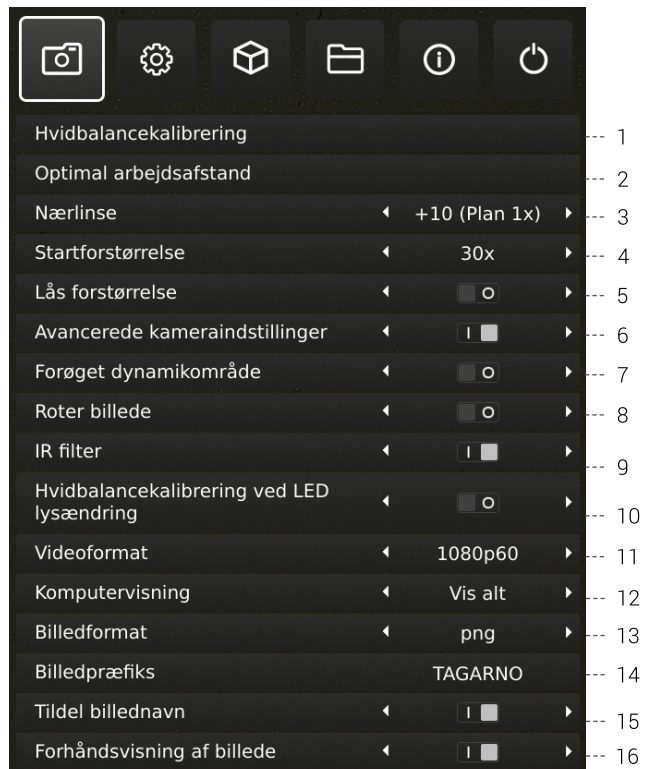 Hvidbalancekalibrering 1
Optimal arbejdsafstand 2
Nærlinse +10 (Plan 1x) 3
Startforstørrelse 30x 4
Lås forstørrelse 5
Avancerede kameraindstillinger 6
Forøget dynamikområde 7
Roter billede 8
IR filter 9
Hvidbalancekalibrering ved LED
lysændring 10
Videoformat 1080p60 11
Komputervisning Vis alt 12
Billedformat png 13
Billedpræfiks TAGARNO 14
Tildel billednavn 15
Forhåndsvisning af billede 16